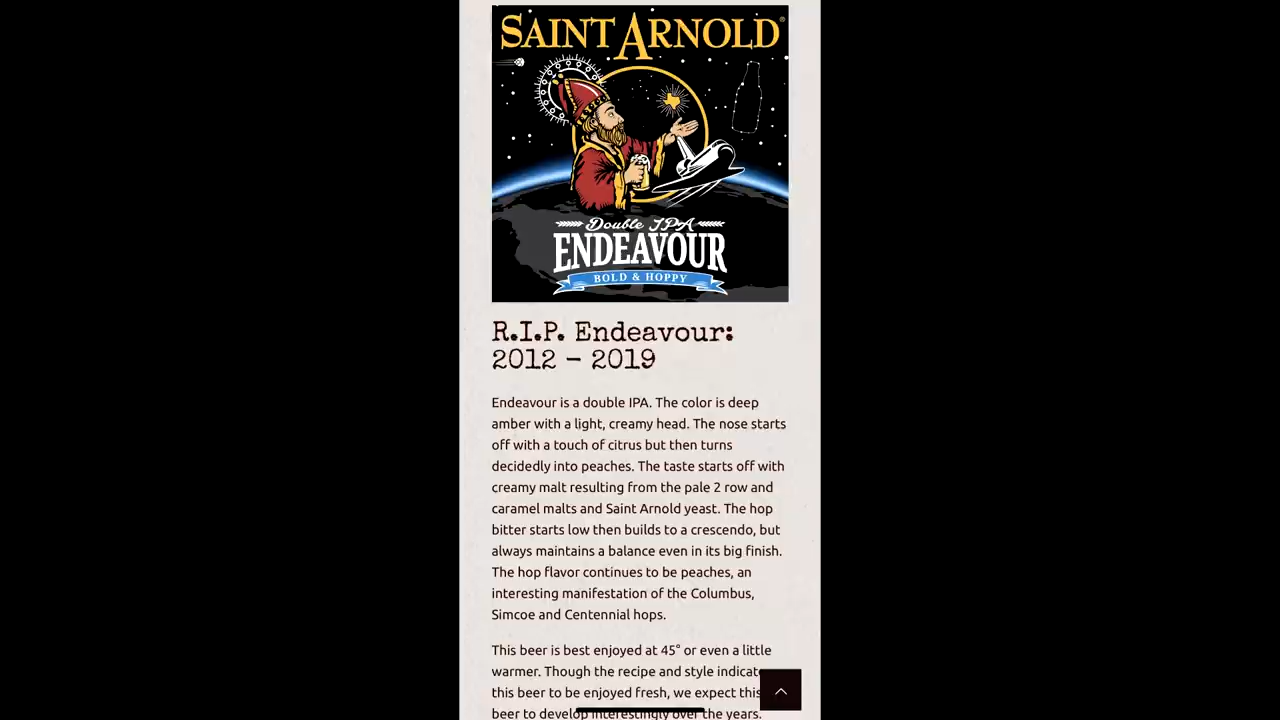 SAINT ARNOLD®
Double IPA
ENDEAVOUR
BOLD & HOPPY
R.I.P. Endeavour:
2012 – 2019
Endeavour is a double IPA. The color is deep
amber with a light, creamy head. The nose starts
off with a touch of citrus but then turns
decidedly into peaches. The taste starts off with
creamy malt resulting from the pale 2 row and
caramel malts and Saint Arnold yeast. The hop
bitter starts low then builds to a crescendo, but
always maintains a balance even in its big finish.
The hop flavor continues to be peaches, an
interesting manifestation of the Columbus,
Simcoe and Centennial hops.
This beer is best enjoyed at 45° or even a little
warmer. Though the recipe and style indicate
this beer to be enjoyed fresh, we expect this
beer to develop interestingly over the years.